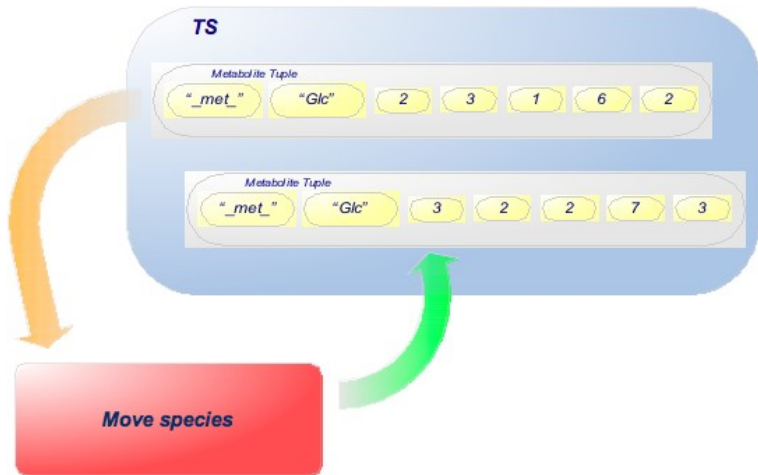 TS
Metabolite Tuple
“_met_” “Glc” 2 3 1 6 2
Metabolite Tuple
“_met_” “Glc” 3 2 2 7 3
Move species